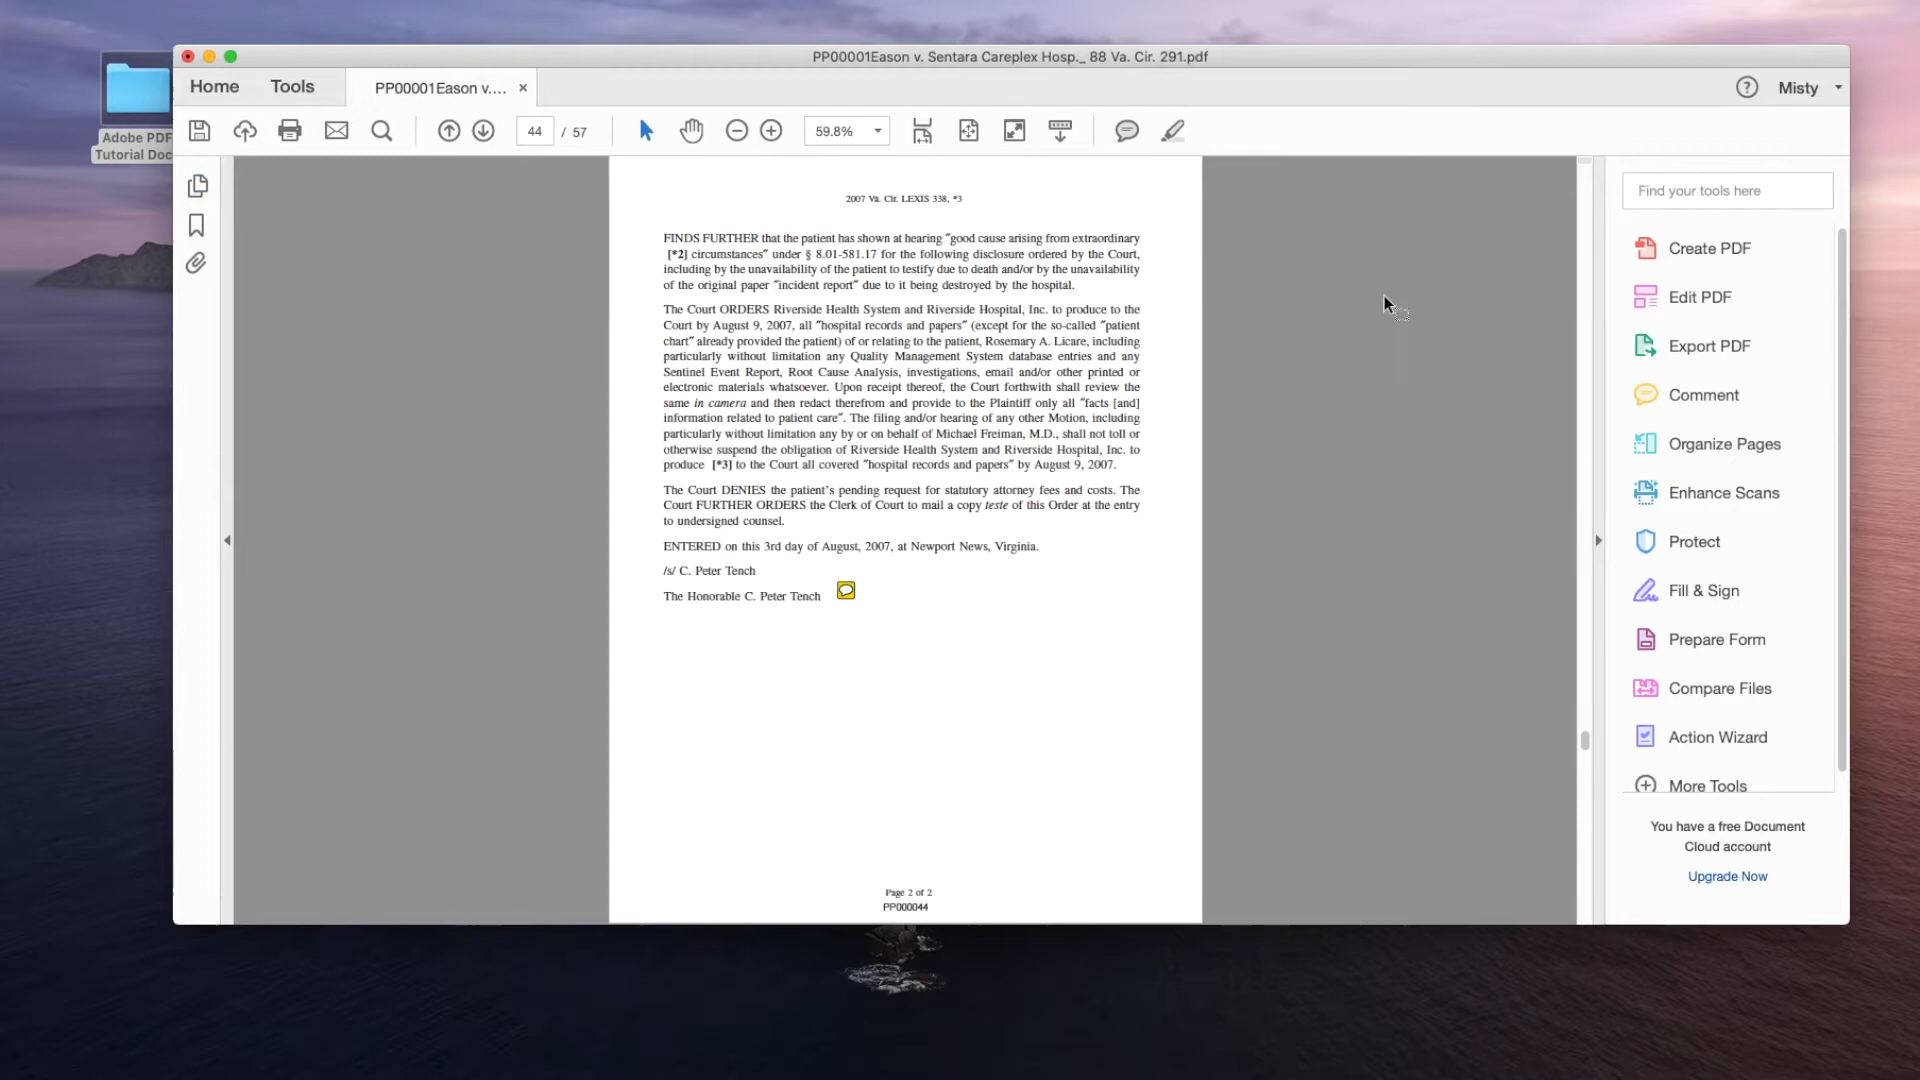 PP00001Eason v. Sentara Careplex Hosp._ 88 Va. Cir. 291.pdf
Home
Tools
PP00001Eason v....
Misty
44 / 57
59.8%
Adobe PDF
Tutorial Doc
2007 Va. Cir. LEXIS 338, *3
FINDS FURTHER that the patient has shown at hearing "good cause arising from extraordinary
[*2] circumstances" under § 8.01-581.17 for the following disclosure ordered by the Court,
including by the unavailability of the patient to testify due to death and/or by the unavailability
of the original paper "incident report" due to it being destroyed by the hospital.
The Court ORDERS Riverside Health System and Riverside Hospital, Inc. to produce to the
Court by August 9, 2007, all "hospital records and papers" (except for the so-called "patient
chart" already provided the patient) of or relating to the patient, Rosemary A. Licare, including
particularly without limitation any Quality Management System database entries and any
Sentinel Event Report, Root Cause Analysis, investigations, email and/or other printed or
electronic materials whatsoever. Upon receipt thereof, the Court forthwith shall review the
same in camera and then redact therefrom and provide to the Plaintiff only all "facts [and]
information related to patient care". The filing and/or hearing of any other Motion, including
particularly without limitation any by or on behalf of Michael Freiman, M.D., shall not toll or
otherwise suspend the obligation of Riverside Health System and Riverside Hospital, Inc. to
produce [*3] to the Court all covered "hospital records and papers" by August 9, 2007.
The Court DENIES the patient's pending request for statutory attorney fees and costs. The
Court FURTHER ORDERS the Clerk of Court to mail a copy teste of this Order at the entry
to undersigned counsel.
ENTERED on this 3rd day of August, 2007, at Newport News, Virginia.
/s/ C. Peter Tench
The Honorable C. Peter Tench
Page 2 of 2
PP000044
Find your tools here
Create PDF
Edit PDF
Export PDF
Comment
Organize Pages
Enhance Scans
Protect
Fill & Sign
Prepare Form
Compare Files
Action Wizard
More Tools
You have a free Document
Cloud account
Upgrade Now